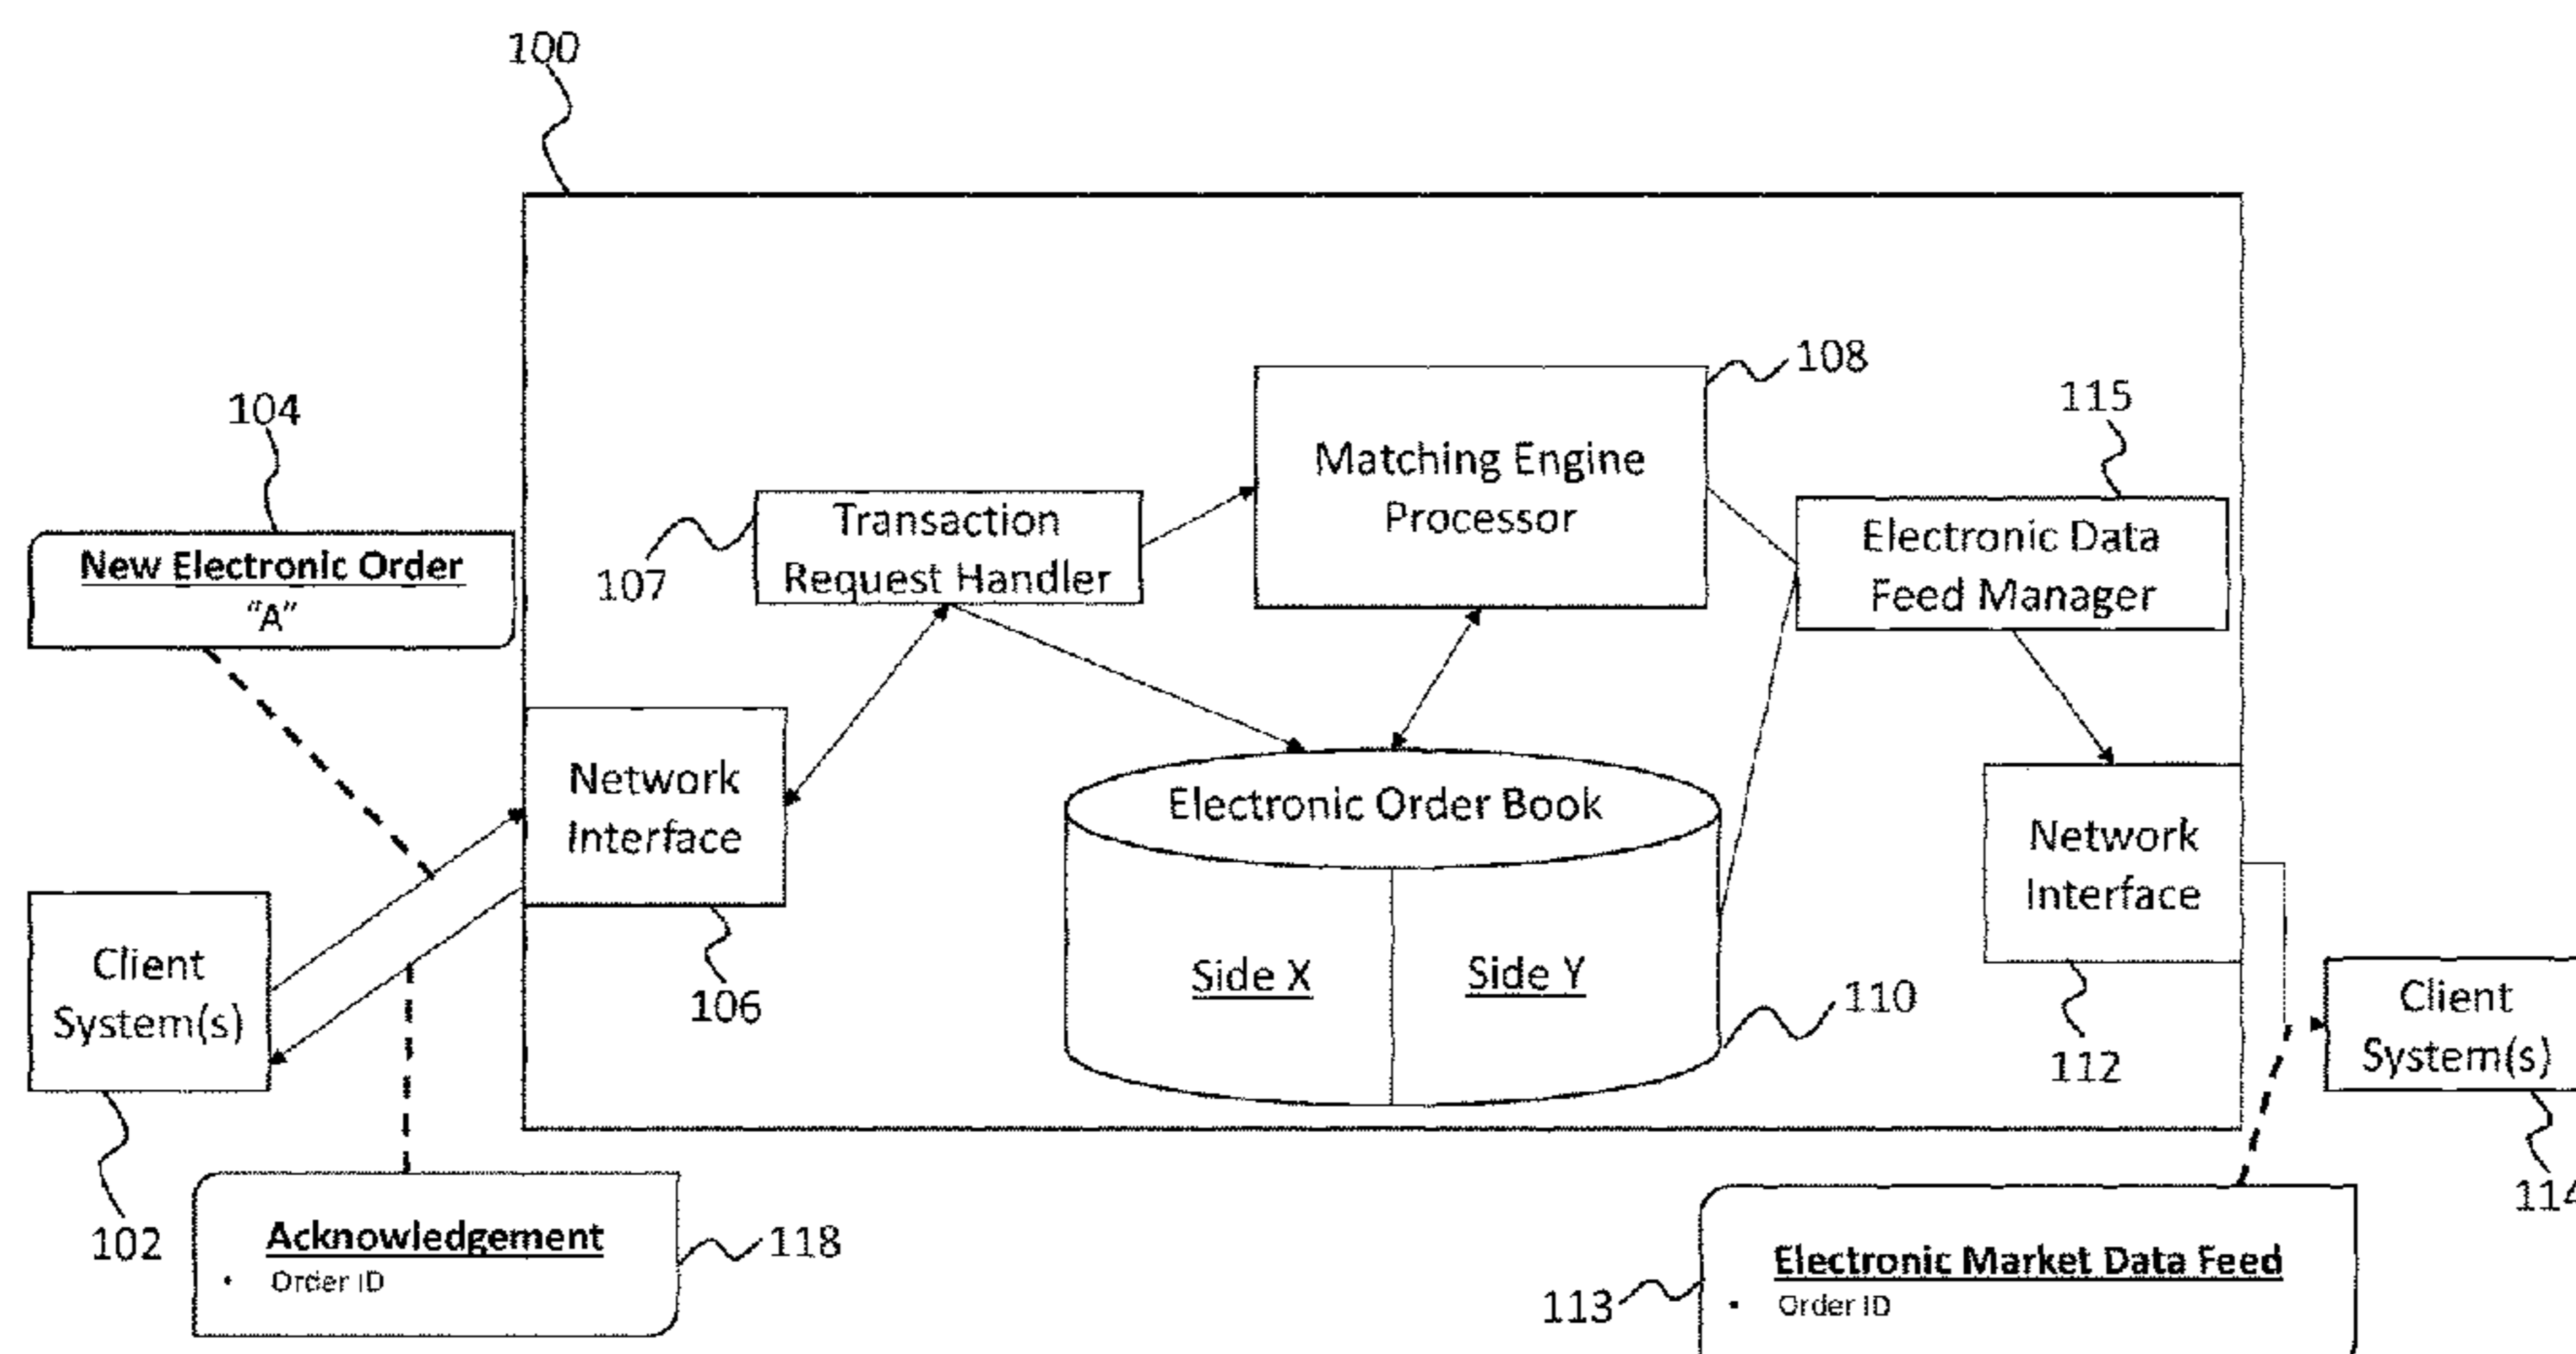 100
108
115
104
Matching Engine
Processor
Transaction
Request Handler
Electronic Data
Feed Manager
107
New Electronic Order
"A"
Network
Interface
Electronic Order Book
Network
Interface
Client
System(s)
Side X
Side Y
106
110
112
Client
System(s)
102
114
Acknowledgement
• Order ID
118
Electronic Market Data Feed
• Order ID
113